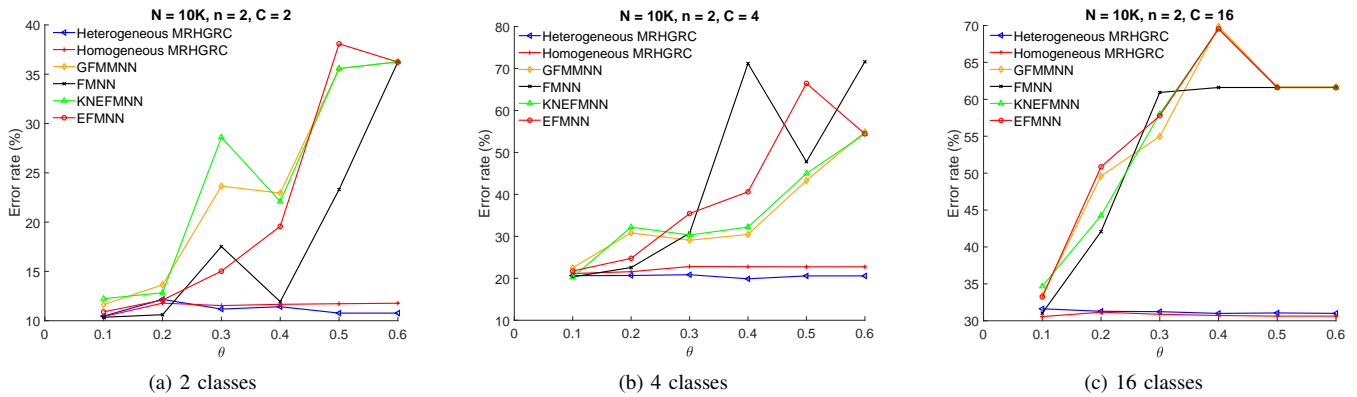 N = 10K, n = 2, C = 2
Heterogeneous MRHGRC
Homogeneous MRHGRC
GFMMNN
FMNN
KNEFMNN
EFMNN
Error rate (%)
40
35
30
25
20
15
10
0
0.1
0.2
0.3
0.4
0.5
0.6
θ
(a) 2 classes
N = 10K, n = 2, C = 4
Heterogeneous MRHGRC
Homogeneous MRHGRC
GFMMNN
FMNN
KNEFMNN
EFMNN
Error rate (%)
80
70
60
50
40
30
20
10
0
0.1
0.2
0.3
0.4
0.5
0.6
θ
(b) 4 classes
N = 10K, n = 2, C = 16
Heterogeneous MRHGRC
Homogeneous MRHGRC
GFMMNN
FMNN
KNEFMNN
EFMNN
Error rate (%)
70
65
60
55
50
45
40
35
30
0
0.1
0.2
0.3
0.4
0.5
0.6
θ
(c) 16 classes